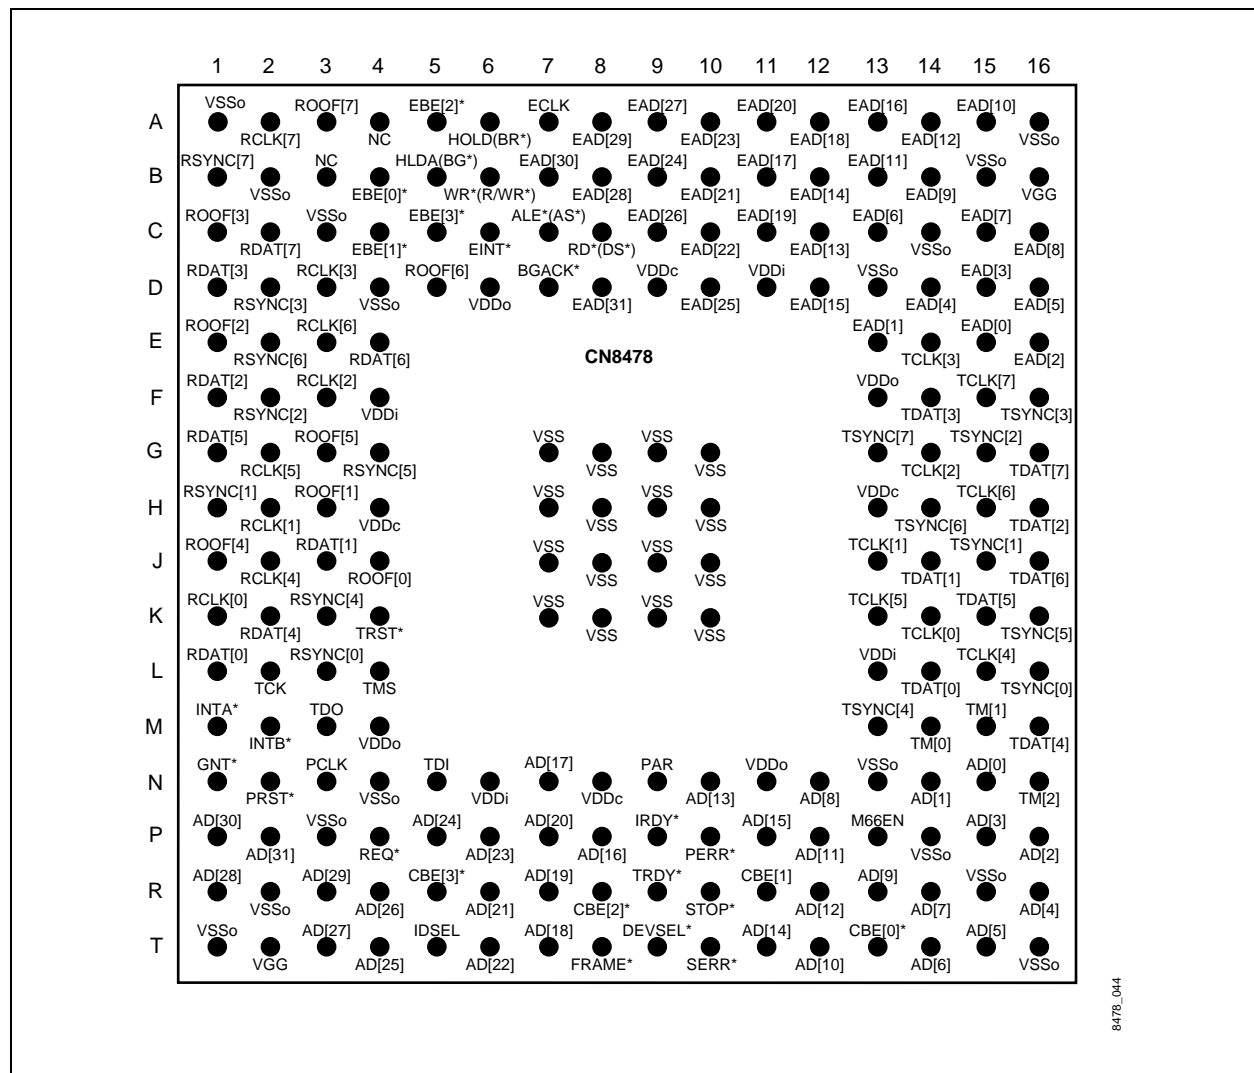 1 2 3 4 5 6 7 8 9 10 11 12 13 14 15 16
VSSo ROOF[7] EBE[2]* ECLK EAD[27] EAD[20] EAD[16] EAD[10]
A
RCLK[7] NC HOLD(BR*) EAD[29] EAD[23] EAD[18] EAD[12] VSSo
RSYNC[7] NC HLDA(BG*) EAD[30] EAD[24] EAD[17] EAD[11] VSSo
B
VSSo EBE[0]* WR*(R/WR*) EAD[28] EAD[21] EAD[14] EAD[9] VGG
ROOF[3] VSSo EBE[3]* ALE*(AS*) EAD[26] EAD[19] EAD[6] EAD[7]
C
RDAT[7] EBE[1]* EINT* RD*(DS*) EAD[22] EAD[13] VSSo EAD[8]
RDAT[3] RCLK[3] ROOF[6] BGACK* VDDc VDDi VSSo EAD[3]
D
RSYNC[3] VSSo VDDo EAD[31] EAD[25] EAD[15] EAD[4] EAD[5]
ROOF[2] RCLK[6] EAD[1] EAD[0]
E
CN8478
RSYNC[6] RDAT[6] TCLK[3] EAD[2]
RDAT[2] RCLK[2] VDDo TCLK[7]
F
RSYNC[2] VDDi TDAT[3] TSYNC[3]
RDAT[5] ROOF[5] VSS VSS TSYNC[7] TSYNC[2]
G
RCLK[5] RSYNC[5] VSS VSS TCLK[2] TDAT[7]
RSYNC[1] ROOF[1] VSS VSS VDDc TCLK[6]
H
RCLK[1] VDDc VSS VSS TSYNC[6] TDAT[2]
ROOF[4] RDAT[1] VSS VSS TCLK[1] TSYNC[1]
J
RCLK[4] ROOF[0] VSS VSS TDAT[1] TDAT[6]
RCLK[0] RSYNC[4] VSS VSS TCLK[5] TDAT[5]
K
RDAT[4] TRST* VSS VSS TCLK[0] TSYNC[5]
RDAT[0] RSYNC[0] VDDi TCLK[4]
L
TCK TMS TDAT[0] TSYNC[0]
INTA* TDO TSYNC[4] TM[1]
M
INTB* VDDo TM[0] TDAT[4]
GNT* PCLK TDI AD[17] PAR VDDo VSSo AD[0]
N
PRST* VSSo VDDi VDDc AD[13] AD[8] AD[1] TM[2]
AD[30] VSSo AD[24] AD[20] IRDY* AD[15] M66EN AD[3]
P
AD[31] REQ* AD[23] AD[16] PERR* AD[11] VSSo AD[2]
AD[28] AD[29] CBE[3]* AD[19] TRDY* CBE[1] AD[9] VSSo
R
VSSo AD[26] AD[21] CBE[2]* STOP* AD[12] AD[7] AD[4]
VSSo AD[27] IDSEL AD[18] DEVSEL* AD[14] CBE[0]* AD[5]
T
VGG AD[25] AD[22] FRAME* SERR* AD[10] AD[6] VSSo
8478_044